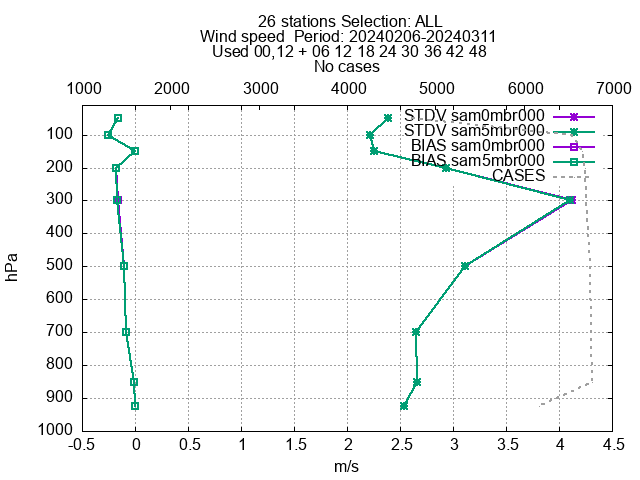 26 stations Selection: ALL
Wind speed  Period: 20240206-20240311
Used 00,12 + 06 12 18 24 30 36 42 48
No cases
1000 2000 3000 4000 5000 6000 7000
STDV sam0mbr000
STDV sam5mbr000
BIAS sam0mbr000
BIAS sam5mbr000
CASES
100
200
300
400
500
600
700
800
900
1000
hPa
-0.5 0 0.5 1 1.5 2 2.5 3 3.5 4 4.5
m/s